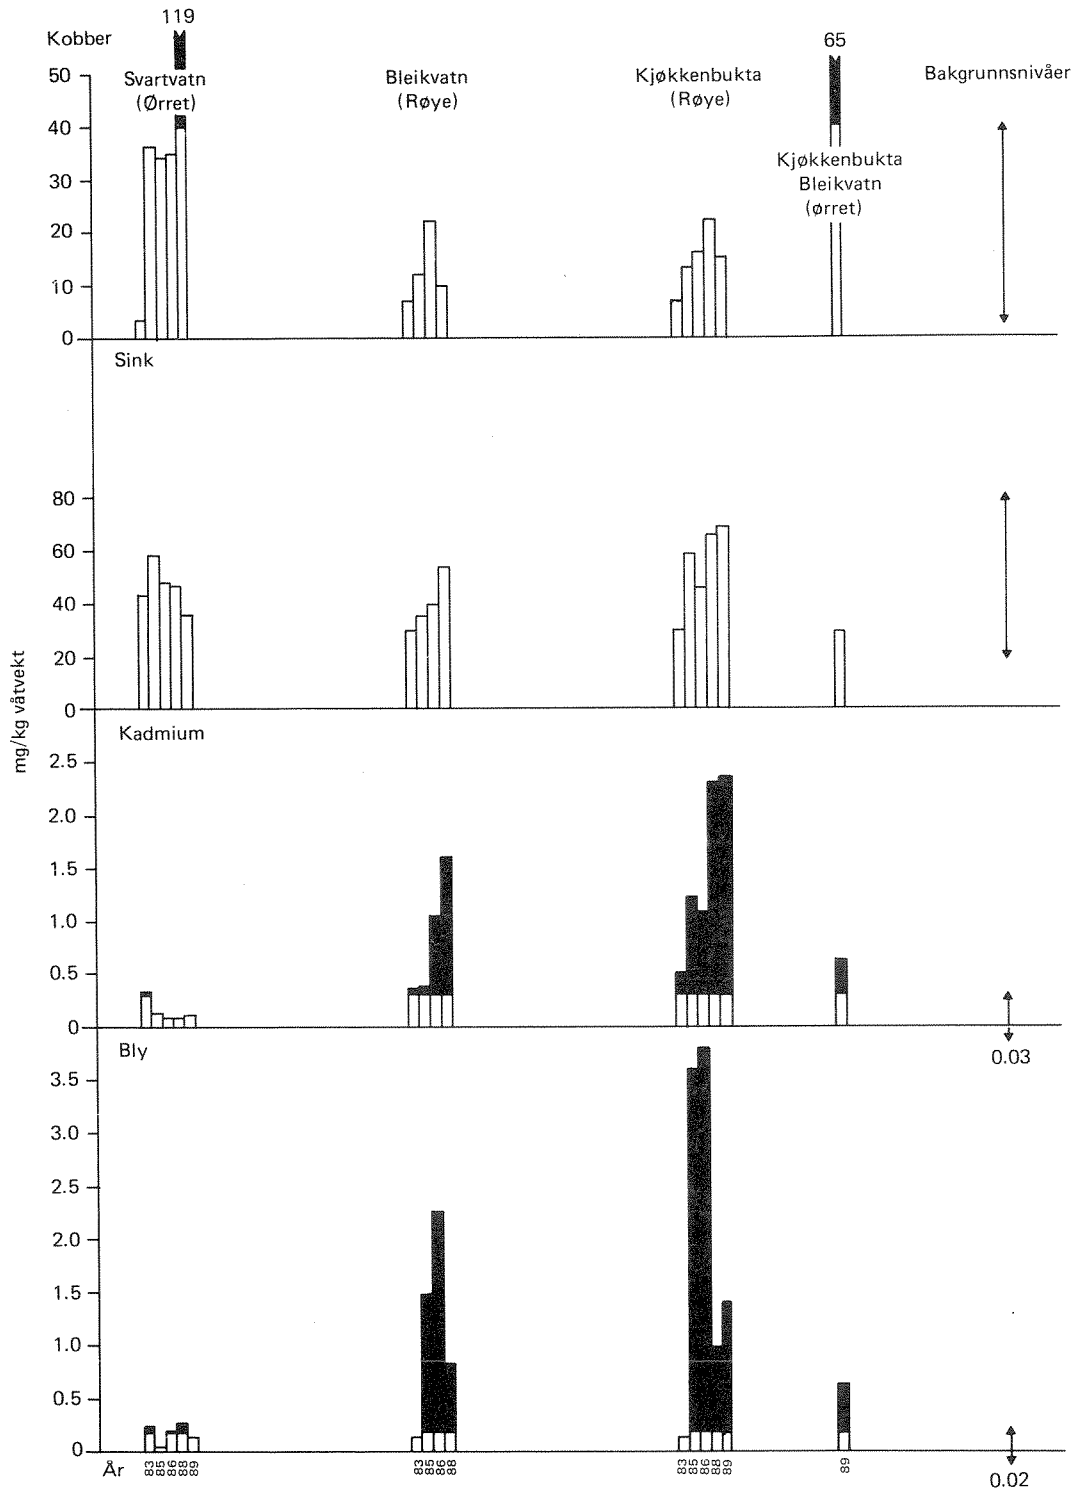 119
Kobber
65
50
Svartvatn
(Ørret)
Bleikvatn
(Røye)
Kjøkkenbukta
(Røye)
Bakgrunnsnivåer
40
Kjøkkenbukta
Bleikvatn
(ørret)
30
20
10
0
Sink
80
60
40
20
0
mg/kg våtvekt
Kadmium
2.5
2.0
1.5
1.0
0.5
0
0.03
Bly
3.5
3.0
2.5
2.0
1.5
1.0
0.5
0
År
83 85 86 88 89
83 85 86 88
83 85 86 88 89
89
0.02